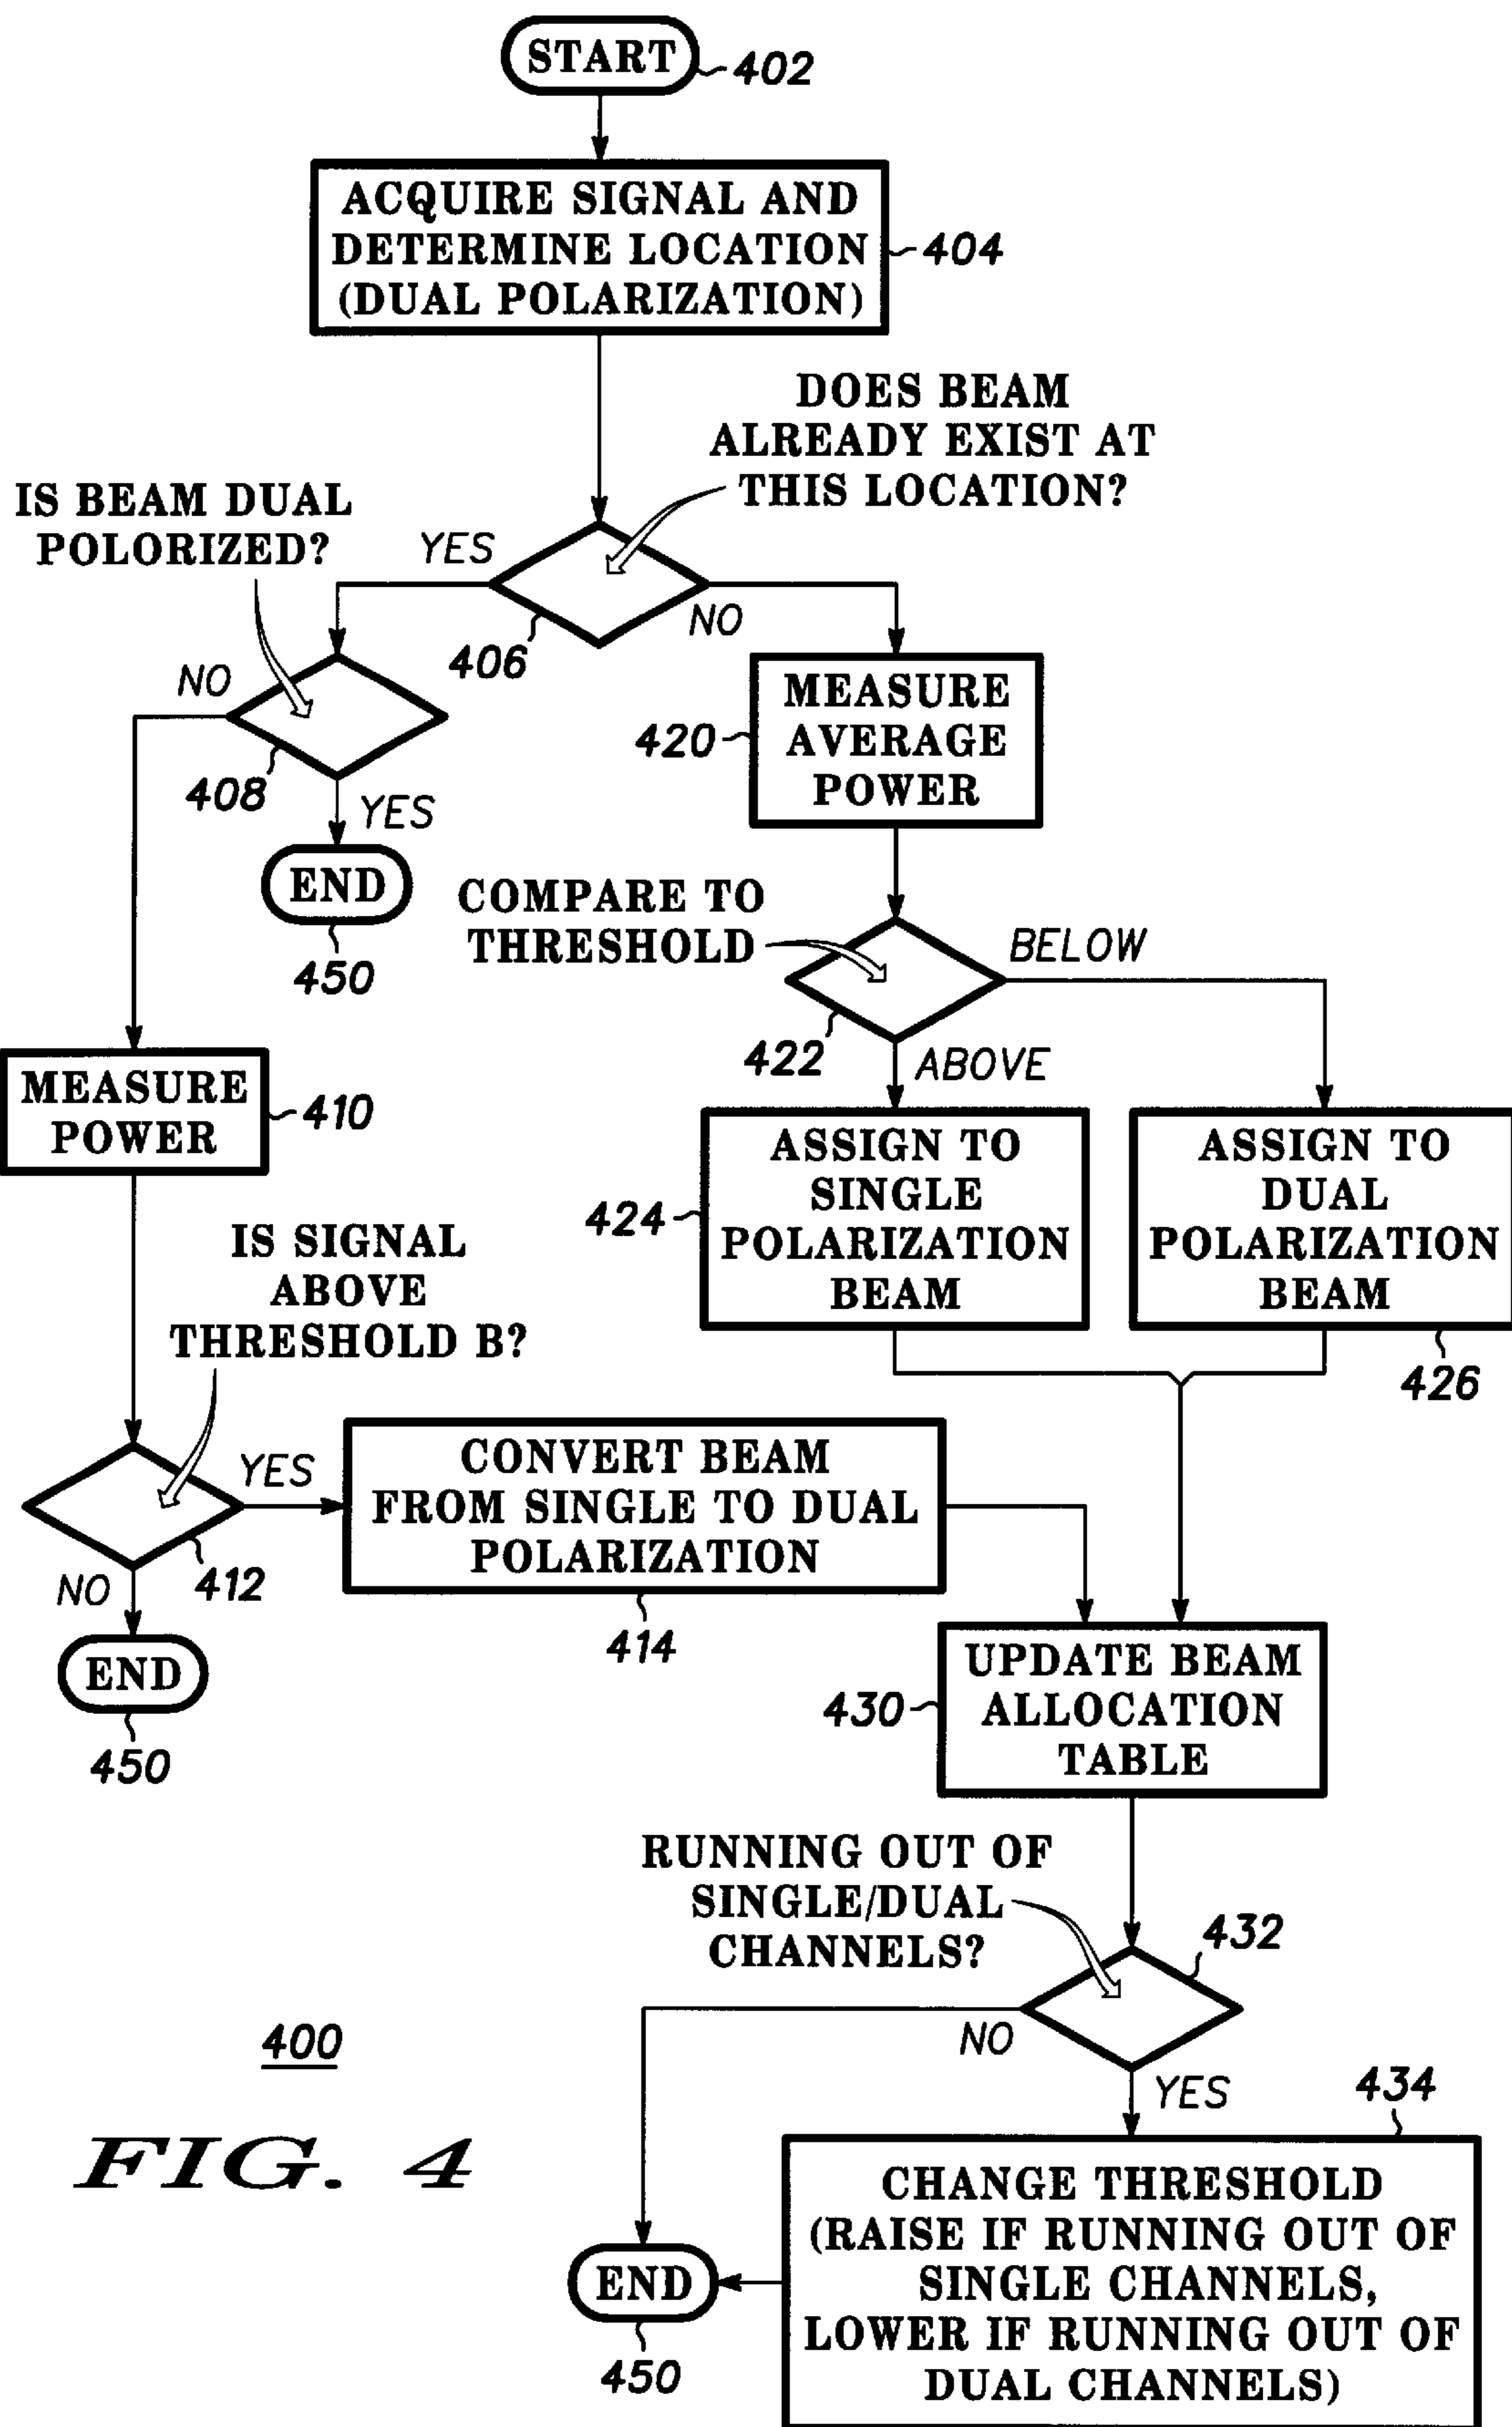 START
402
ACQUIRE SIGNAL AND
DETERMINE LOCATION
(DUAL POLARIZATION)
404
DOES BEAM
ALREADY EXIST AT
THIS LOCATION?
IS BEAM DUAL
POLORIZED?
YES
NO
406
NO
408
YES
END
450
MEASURE
AVERAGE
POWER
420
COMPARE TO
THRESHOLD
BELOW
422
ABOVE
MEASURE
POWER
410
ASSIGN TO
SINGLE
POLARIZATION
BEAM
424
ASSIGN TO
DUAL
POLARIZATION
BEAM
426
IS SIGNAL
ABOVE
THRESHOLD B?
YES
NO
412
END
450
CONVERT BEAM
FROM SINGLE TO DUAL
POLARIZATION
414
UPDATE BEAM
ALLOCATION
TABLE
430
RUNNING OUT OF
SINGLE/DUAL
CHANNELS?
432
NO
YES
434
CHANGE THRESHOLD
(RAISE IF RUNNING OUT OF
SINGLE CHANNELS,
LOWER IF RUNNING OUT OF
DUAL CHANNELS)
END
450
400
FIG. 4